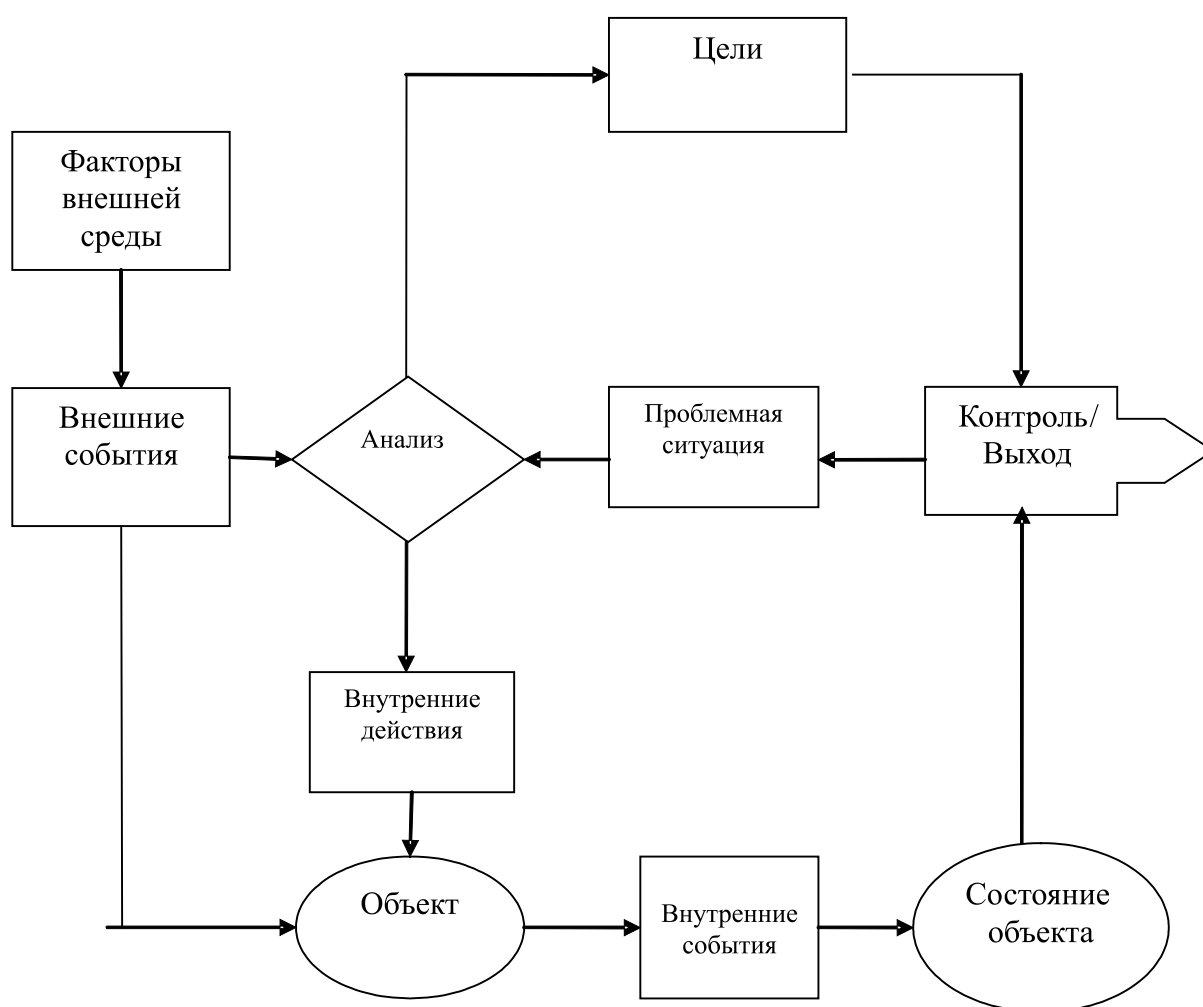 Цели
Факторы
внешней
среды
Внешние
события
Анализ
Проблемная
ситуация
Контроль/
Выход
Внутренние
действия
Объект
Внутренние
события
Состояние
объекта